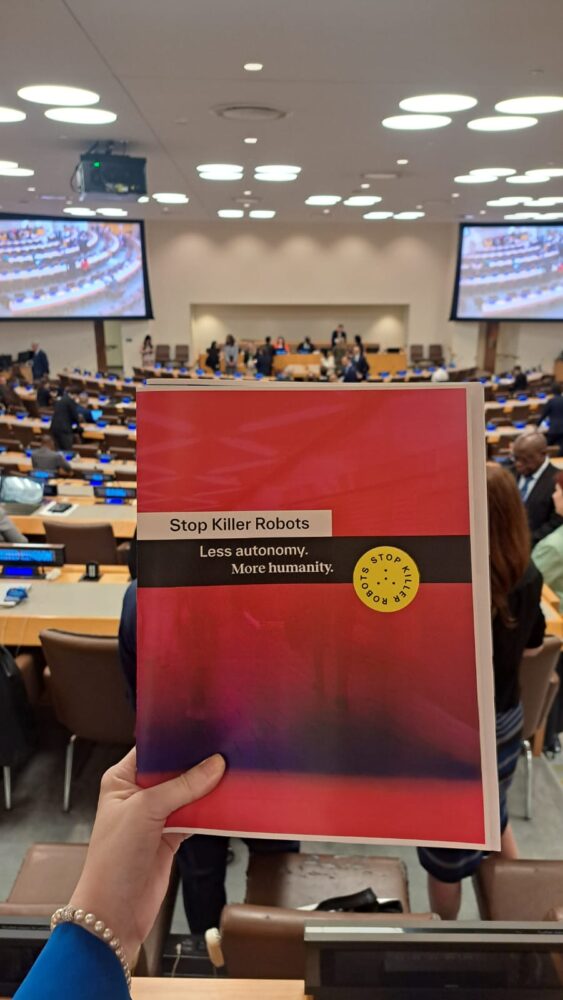 Stop Killer Robots
Less autonomy.
More humanity.
STOP KILLER ROBOTS